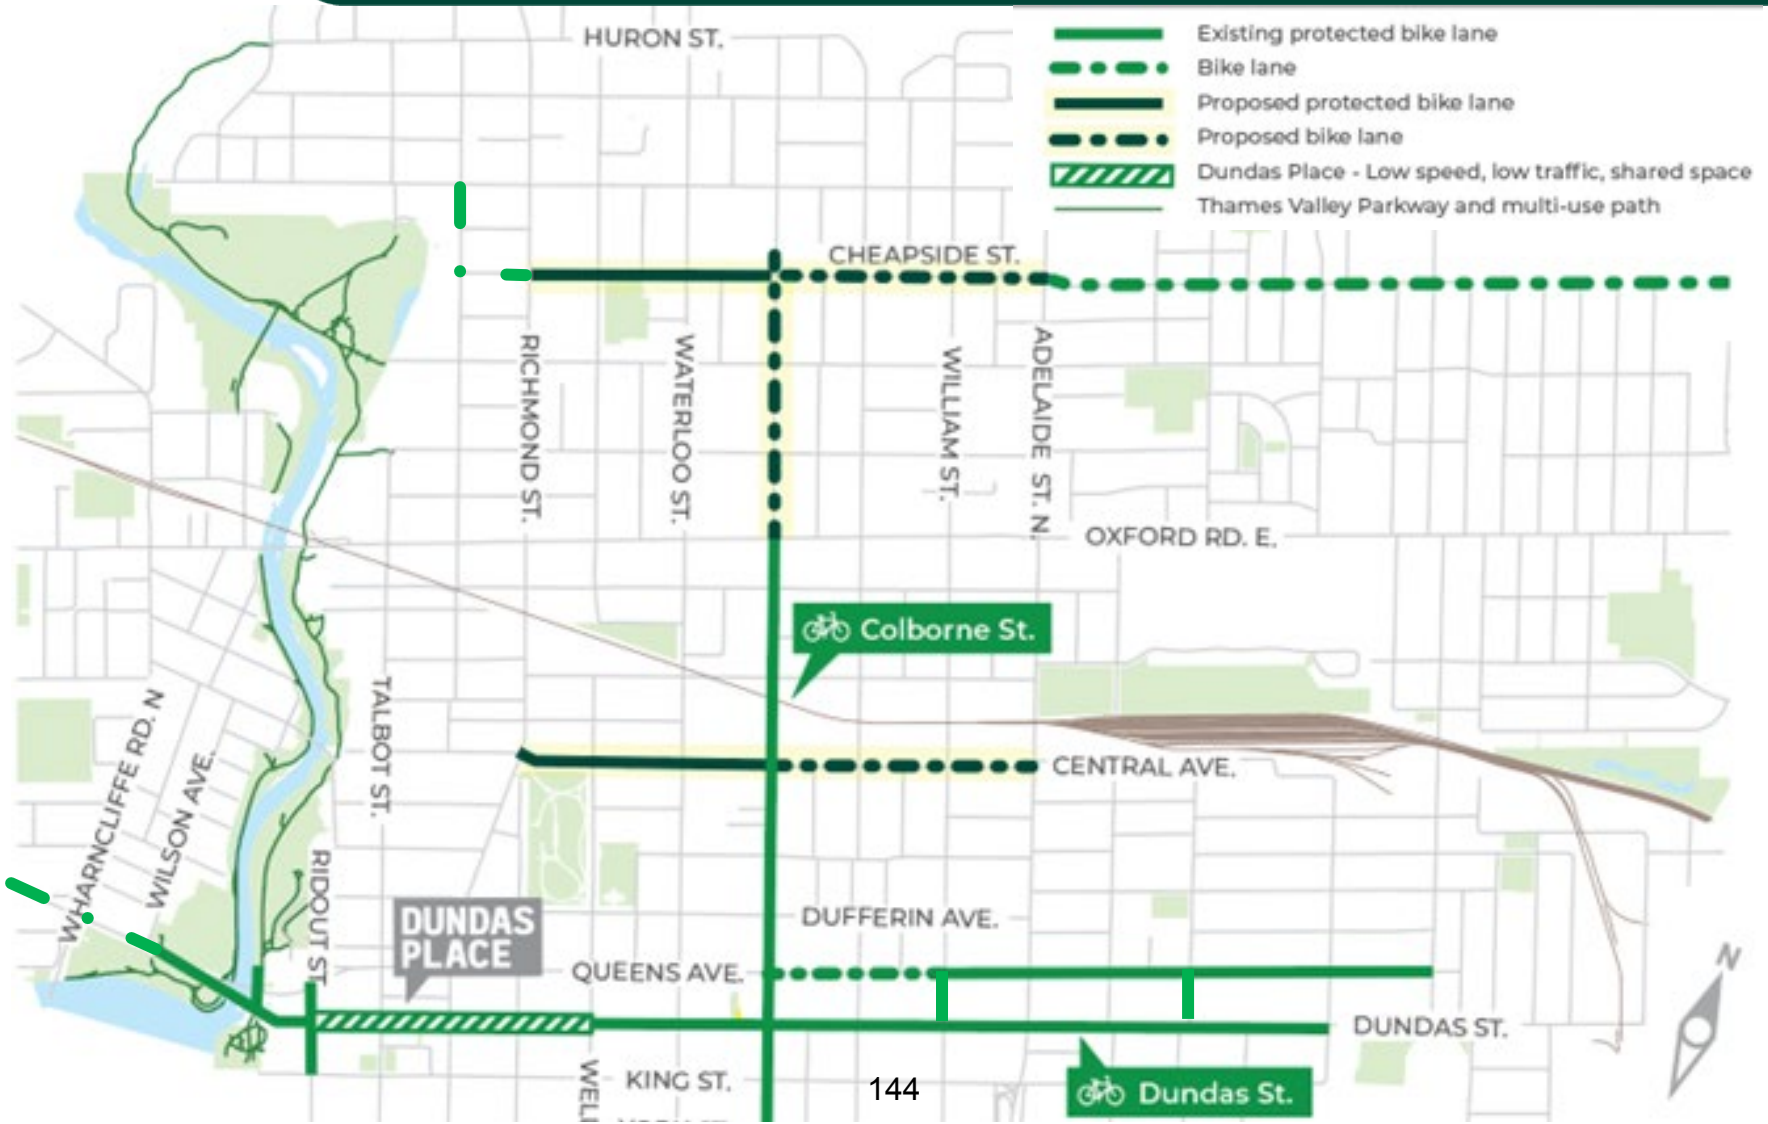 HURON ST.
Existing protected bike lane
Bike lane
Proposed protected bike lane
Proposed bike lane
Dundas Place - Low speed, low traffic, shared space
Thames Valley Parkway and multi-use path
CHEAPSIDE ST.
RICHMOND ST.
WATERLOO ST.
WILLIAM ST.
ADELAIDE ST. N.
OXFORD RD. E.
Colborne St.
TALBOT ST.
WHARNCLIFFE RD. N
WILSON AVE.
CENTRAL AVE.
RIDOUT ST
DUNDAS
PLACE
DUFFERIN AVE.
QUEENS AVE.
N
DUNDAS ST.
WELL
KING ST.
144
Dundas St.